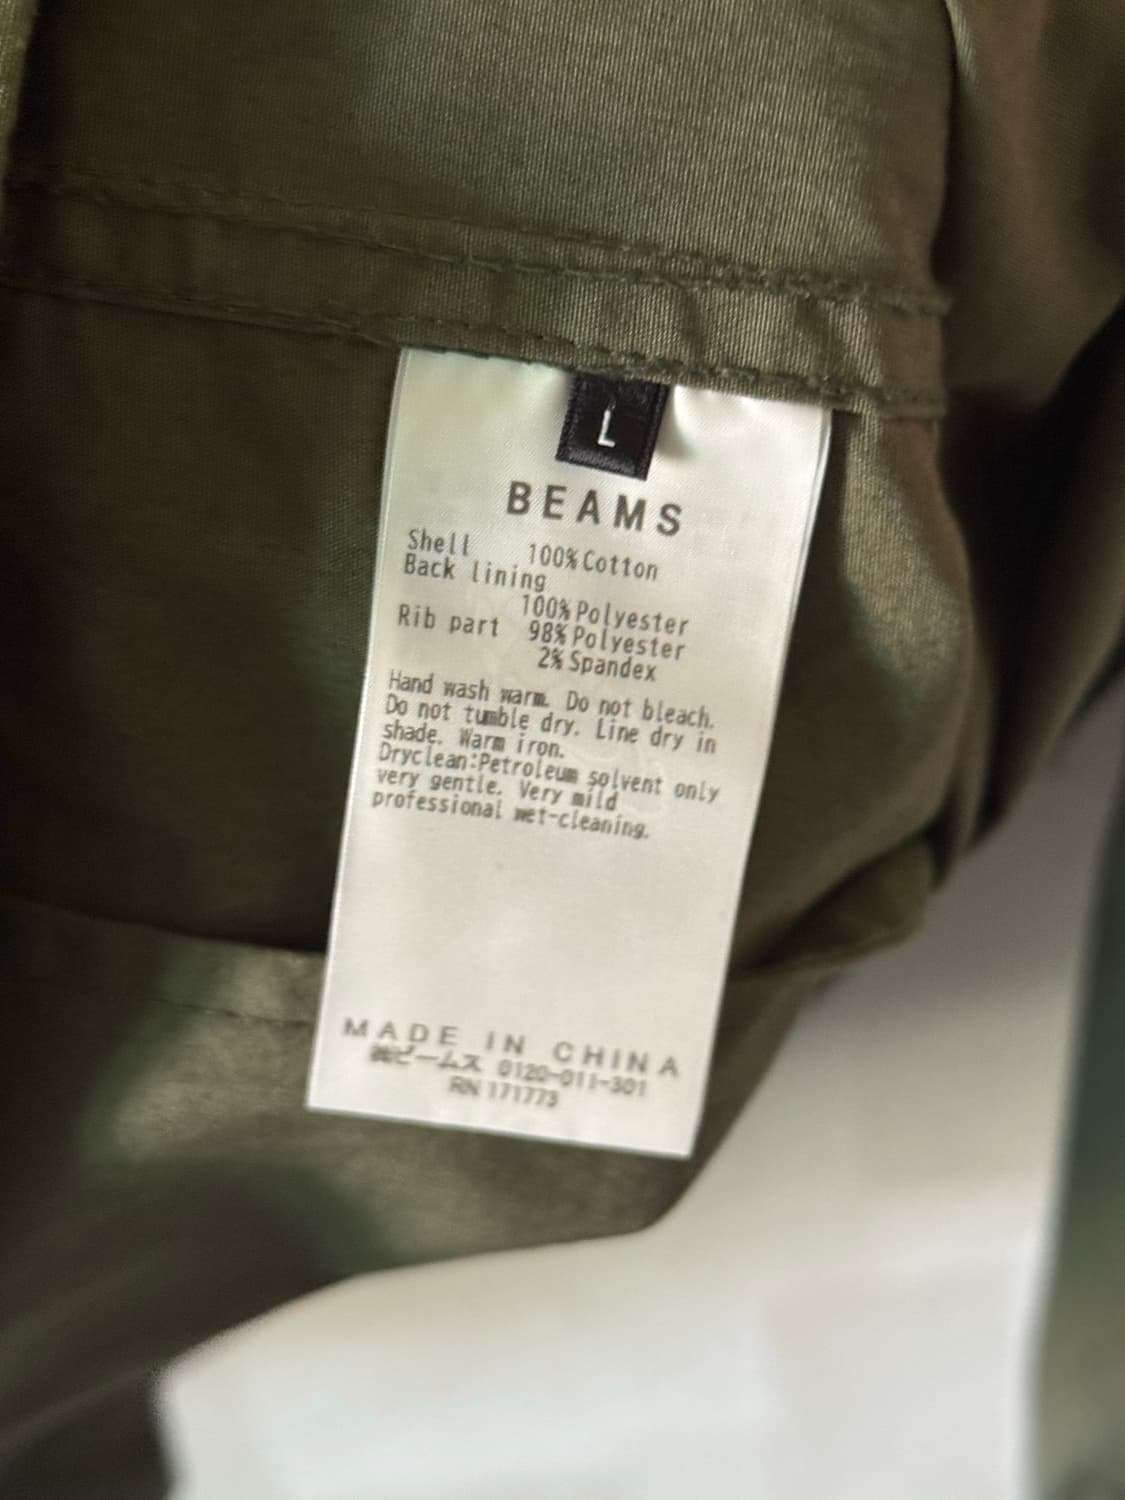 L
BEAMS
Shell 100%Cotton
Back lining
100%Polyester
Rib part 98%Polyester
2%Spandex
Hand wash warm. Do not bleach.
Do not tumble dry. Line dry in
shade. Warm iron.
Dryclean:Petroleum solvent only
very gentle. Very mild
professional wet-cleaning.
MADE IN CHINA
㈱ビームス 0120-011-301
RN 171773